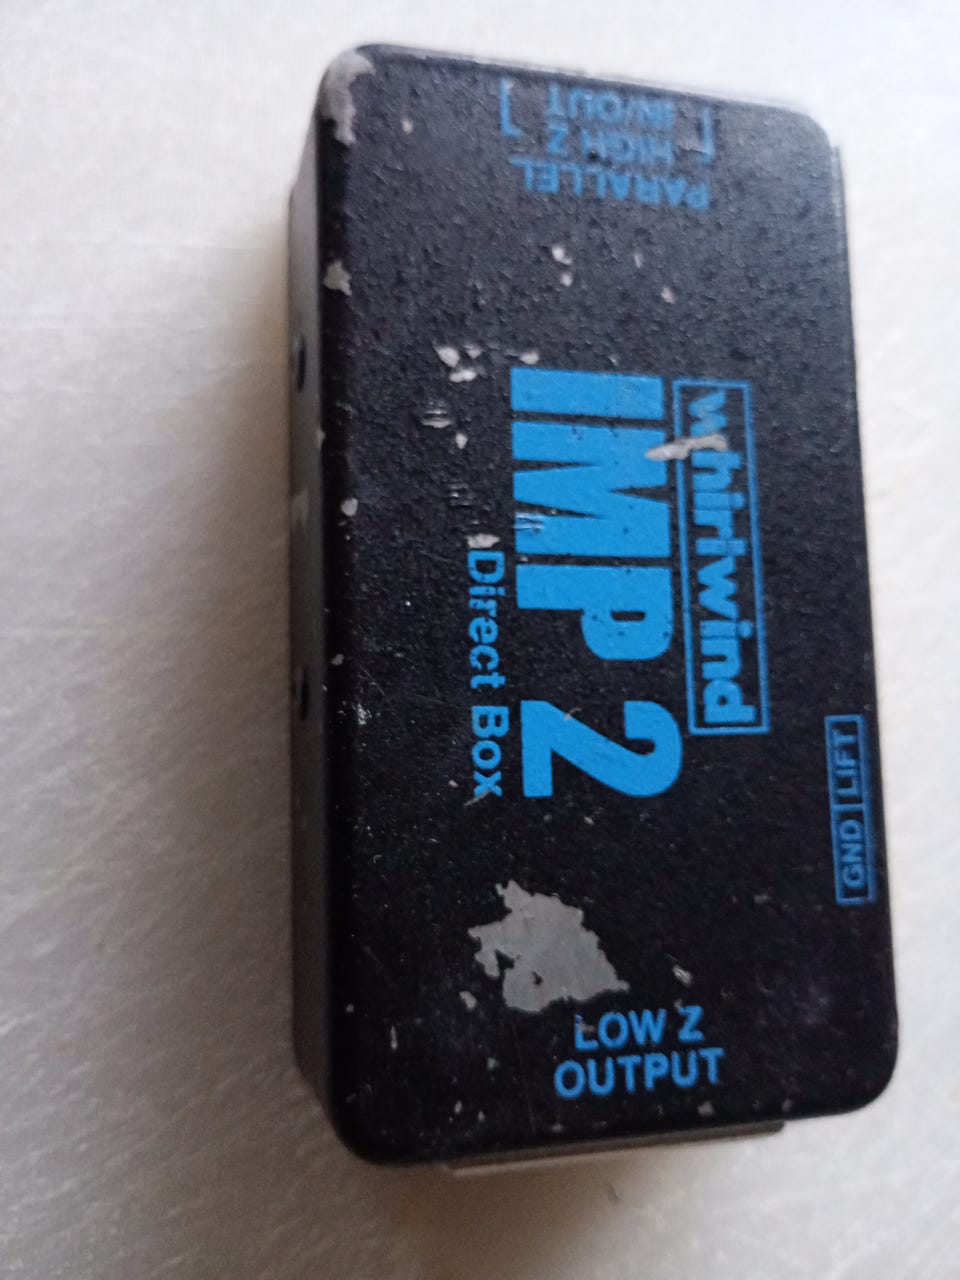 PARALLEL
HIGH Z
IN/OUT
whirlwind
IMP 2
Direct Box
GND LIFT
LOW Z
OUTPUT